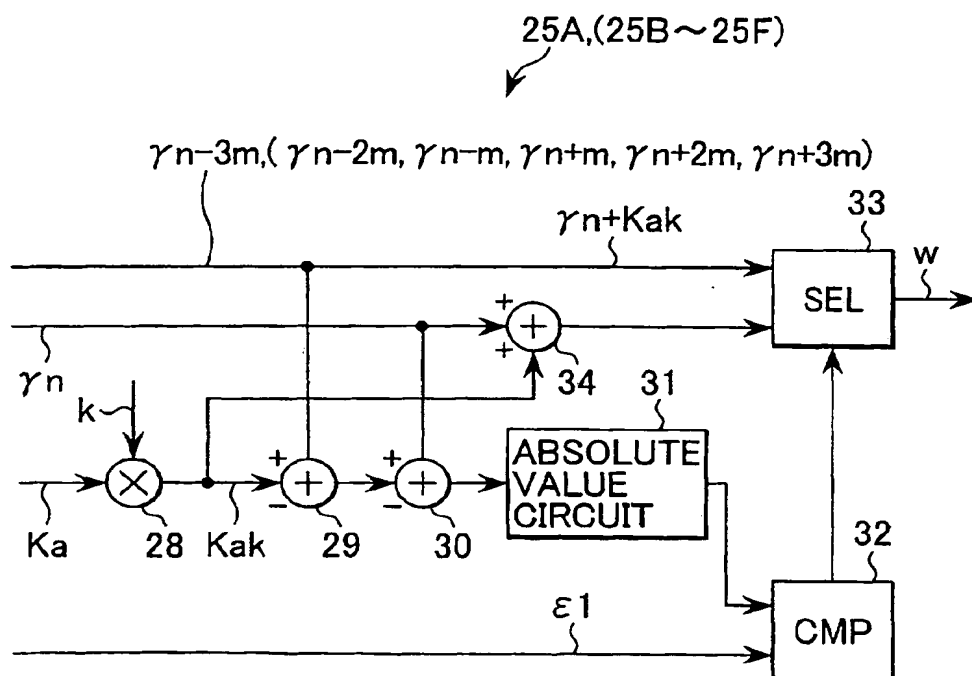 25A,(25B～25F)
γn-3m,( γn-2m, γn-m, γn+m, γn+2m, γn+3m)
γn+Kak
33
SEL
w
γn
+
+
+
34
k
×
Ka
28
Kak
+
-
+
29
+
-
+
30
31
ABSOLUTE
VALUE
CIRCUIT
32
CMP
ε1